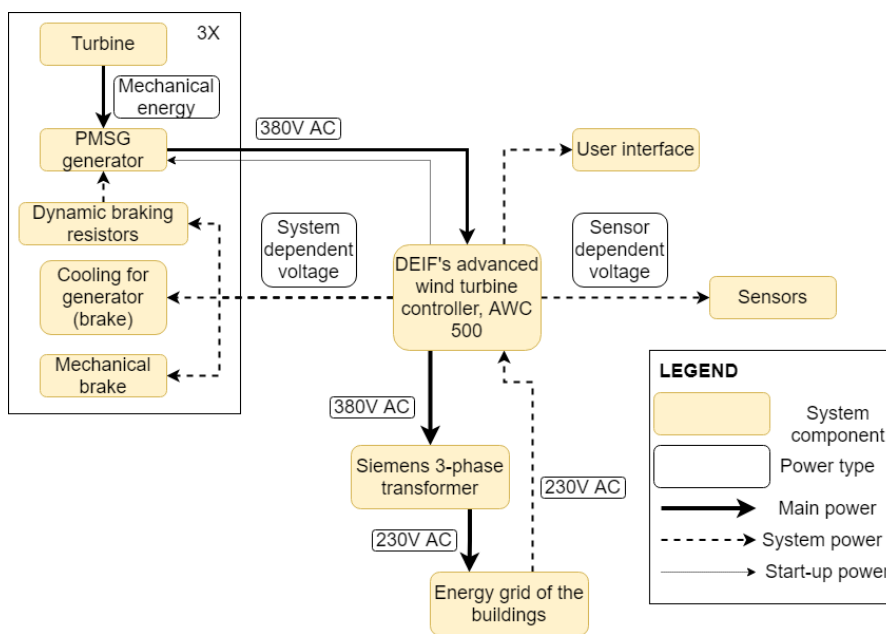 3X
Turbine
Mechanical
energy
PMSG
generator
380V AC
User interface
Dynamic braking
resistors
System
dependent
voltage
Sensor
dependent
voltage
Cooling for
generator
(brake)
DEIF's advanced
wind turbine
controller, AWC
500
Sensors
Mechanical
brake
380V AC
Siemens 3-phase
transformer
230V AC
230V AC
Energy grid of the
buildings
LEGEND
System
component
Power type
Main power
System power
Start-up power